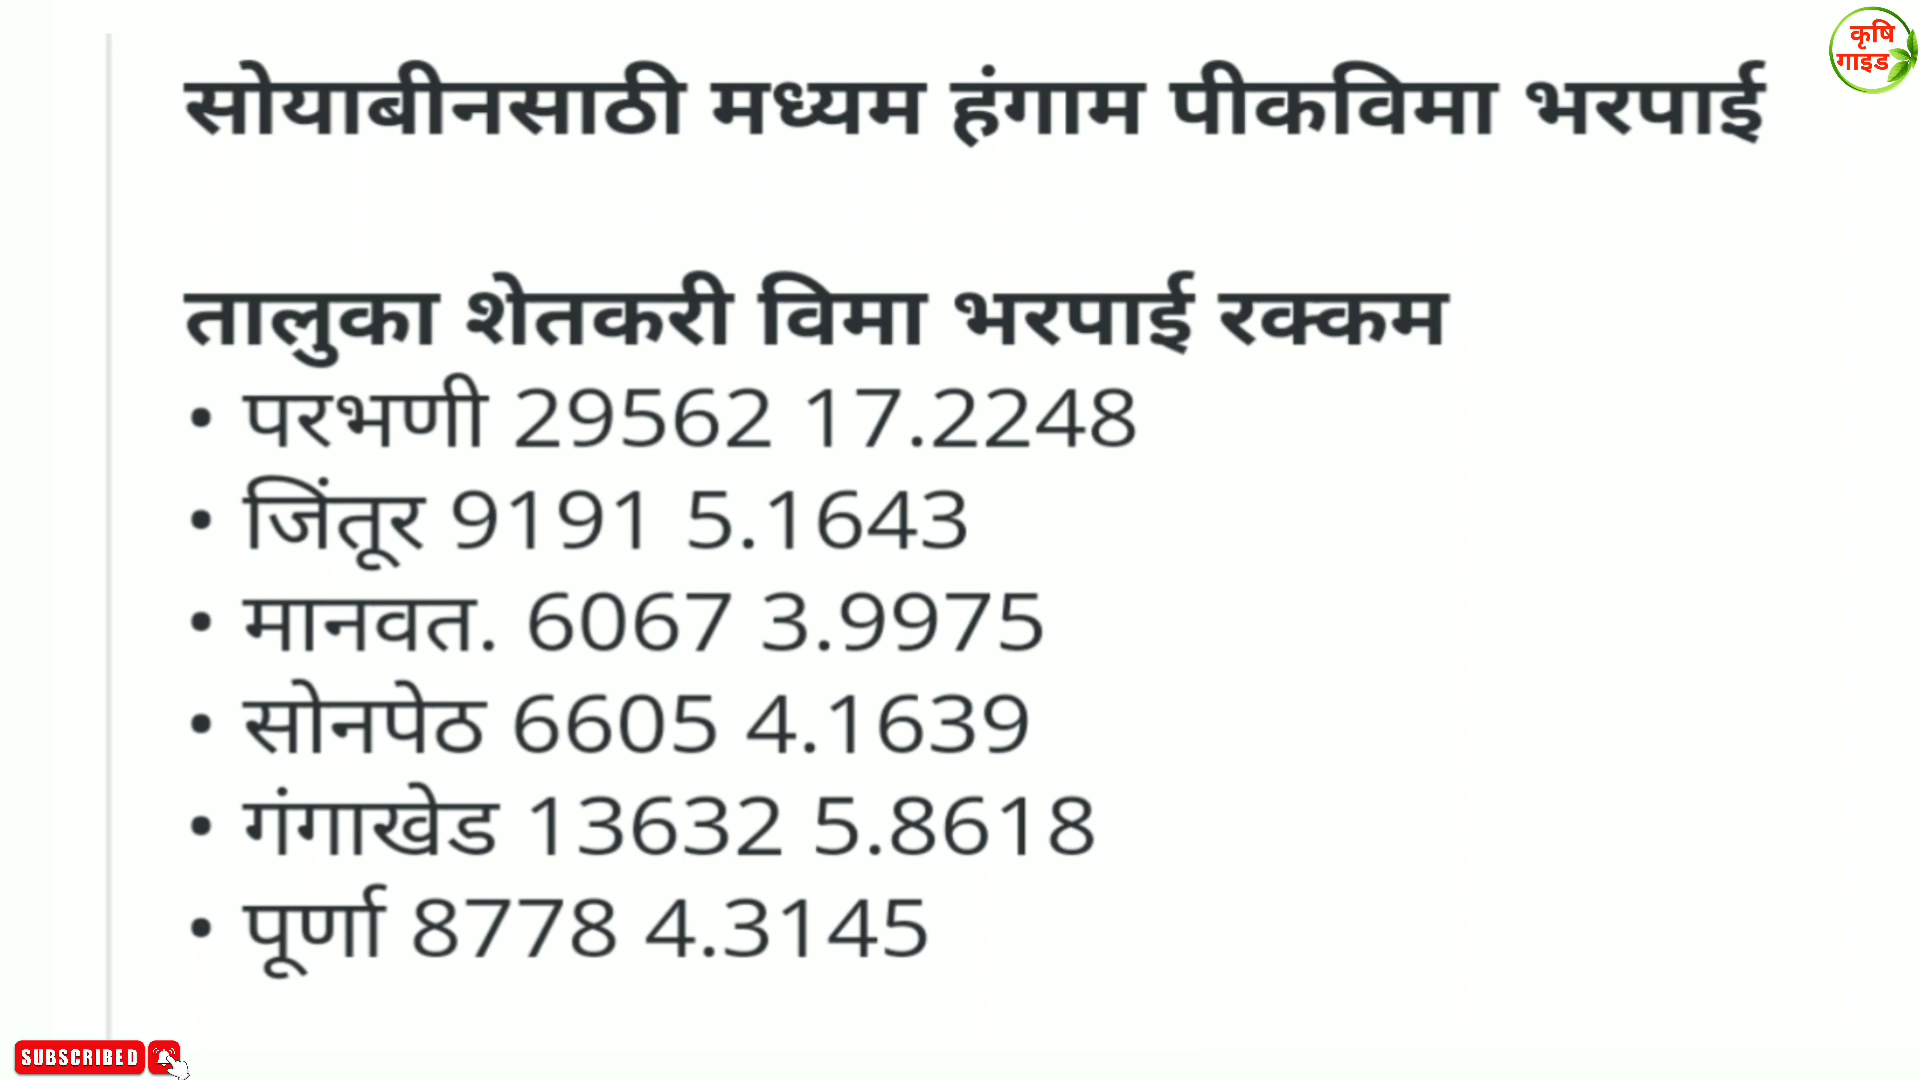 कृषि
गाइड
सोयाबीनसाठी मध्यम हंगाम पीकविमा भरपाई
तालुका शेतकरी विमा भरपाई रक्कम
• परभणी 29562 17.2248
• जिंतूर 9191 5.1643
• मानवत. 6067 3.9975
• सोनपेठ 6605 4.1639
• गंगाखेड 13632 5.8618
• पूर्णा 8778 4.3145
SUBSCRIBED